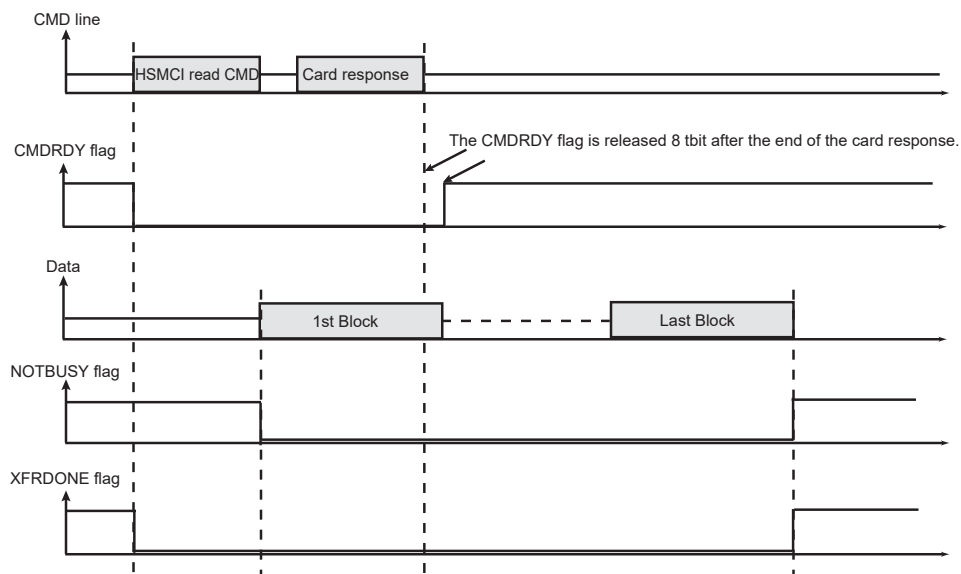 CMD line
HSMCI read CMD
Card response
The CMDRDY flag is released 8 tbit after the end of the card response.
CMDRDY flag
Data
1st Block
Last Block
NOTBUSY flag
XFRDONE flag